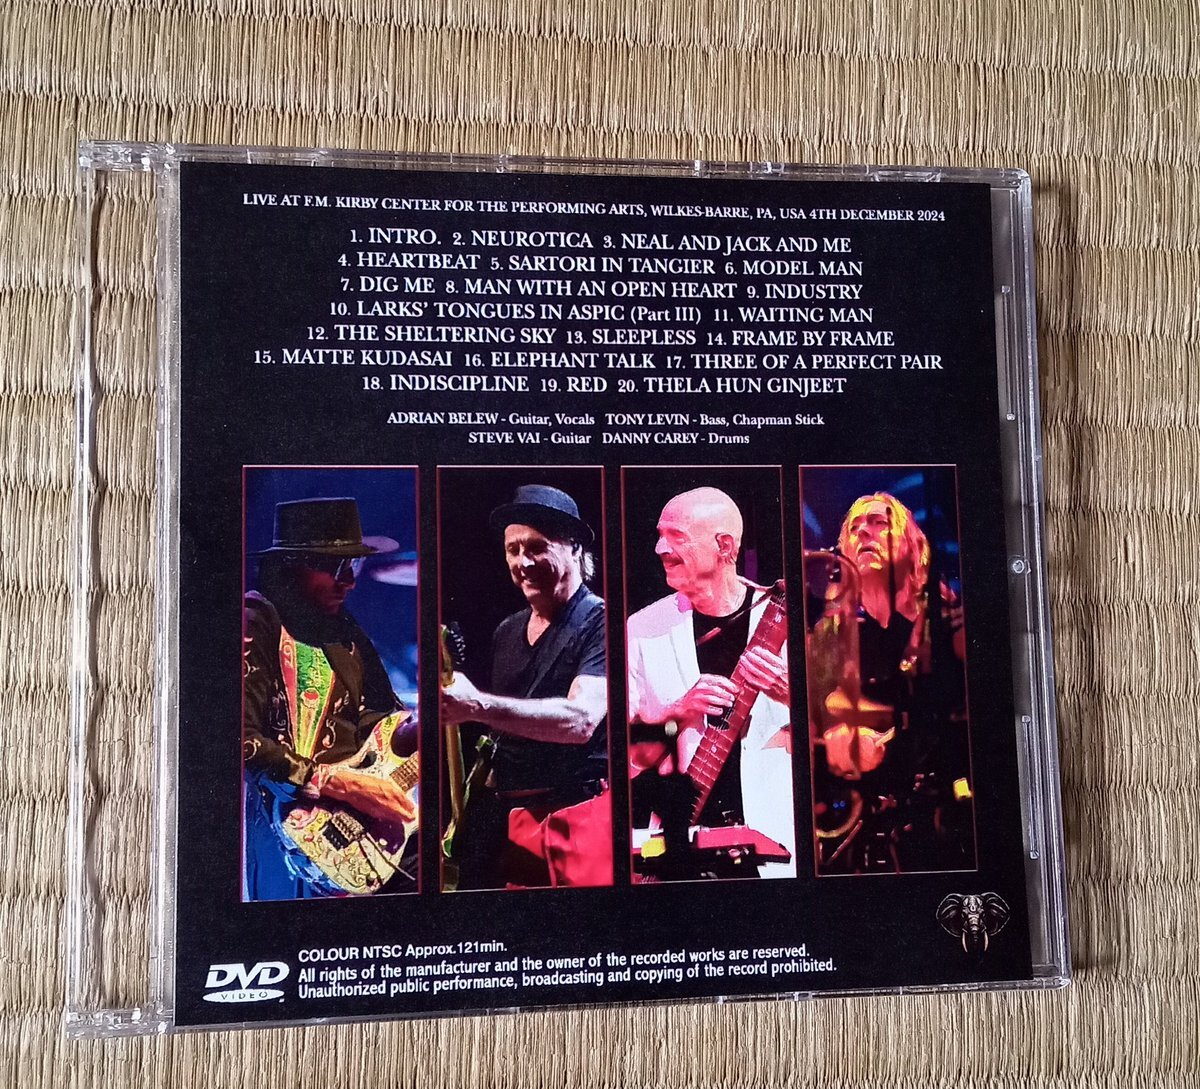 LIVE AT F.M. KIRBY CENTER FOR THE PERFORMING ARTS, WILKES-BARRE, PA, USA 4TH DECEMBER 2024
1. INTRO. 2. NEUROTICA 3. NEAL AND JACK AND ME
4. HEARTBEAT 5. SARTORI IN TANGIER 6. MODEL MAN
7. DIG ME 8. MAN WITH AN OPEN HEART 9. INDUSTRY
10. LARKS' TONGUES IN ASPIC (Part III) 11. WAITING MAN
12. THE SHELTERING SKY 13. SLEEPLESS 14. FRAME BY FRAME
15. MATTE KUDASAI 16. ELEPHANT TALK 17. THREE OF A PERFECT PAIR
18. INDISCIPLINE 19. RED 20. THELA HUN GINJEET
ADRIAN BELEW - Guitar, Vocals TONY LEVIN - Bass, Chapman Stick
STEVE VAI - Guitar DANNY CAREY - Drums
DVD
VIDEO
COLOUR NTSC Approx.121min.
All rights of the manufacturer and the owner of the recorded works are reserved.
Unauthorized public performance, broadcasting and copying of the record prohibited.